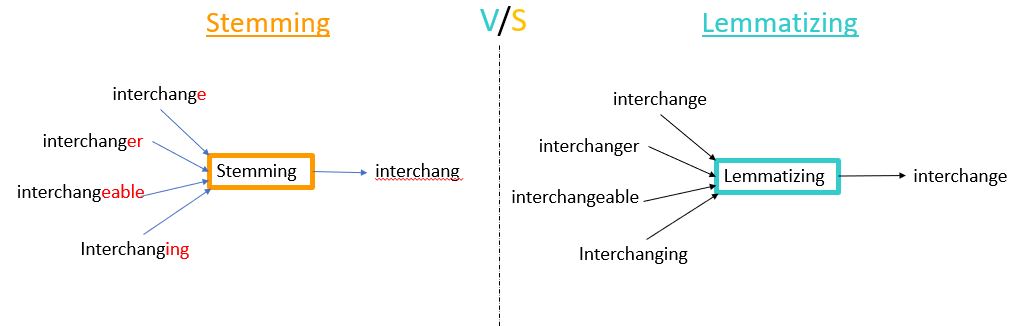 Stemming
V/S
Lemmatizing
interchange
interchanger
interchangeable
Interchanging
Stemming
interchang
interchange
interchanger
interchangeable
Interchanging
Lemmatizing
interchange